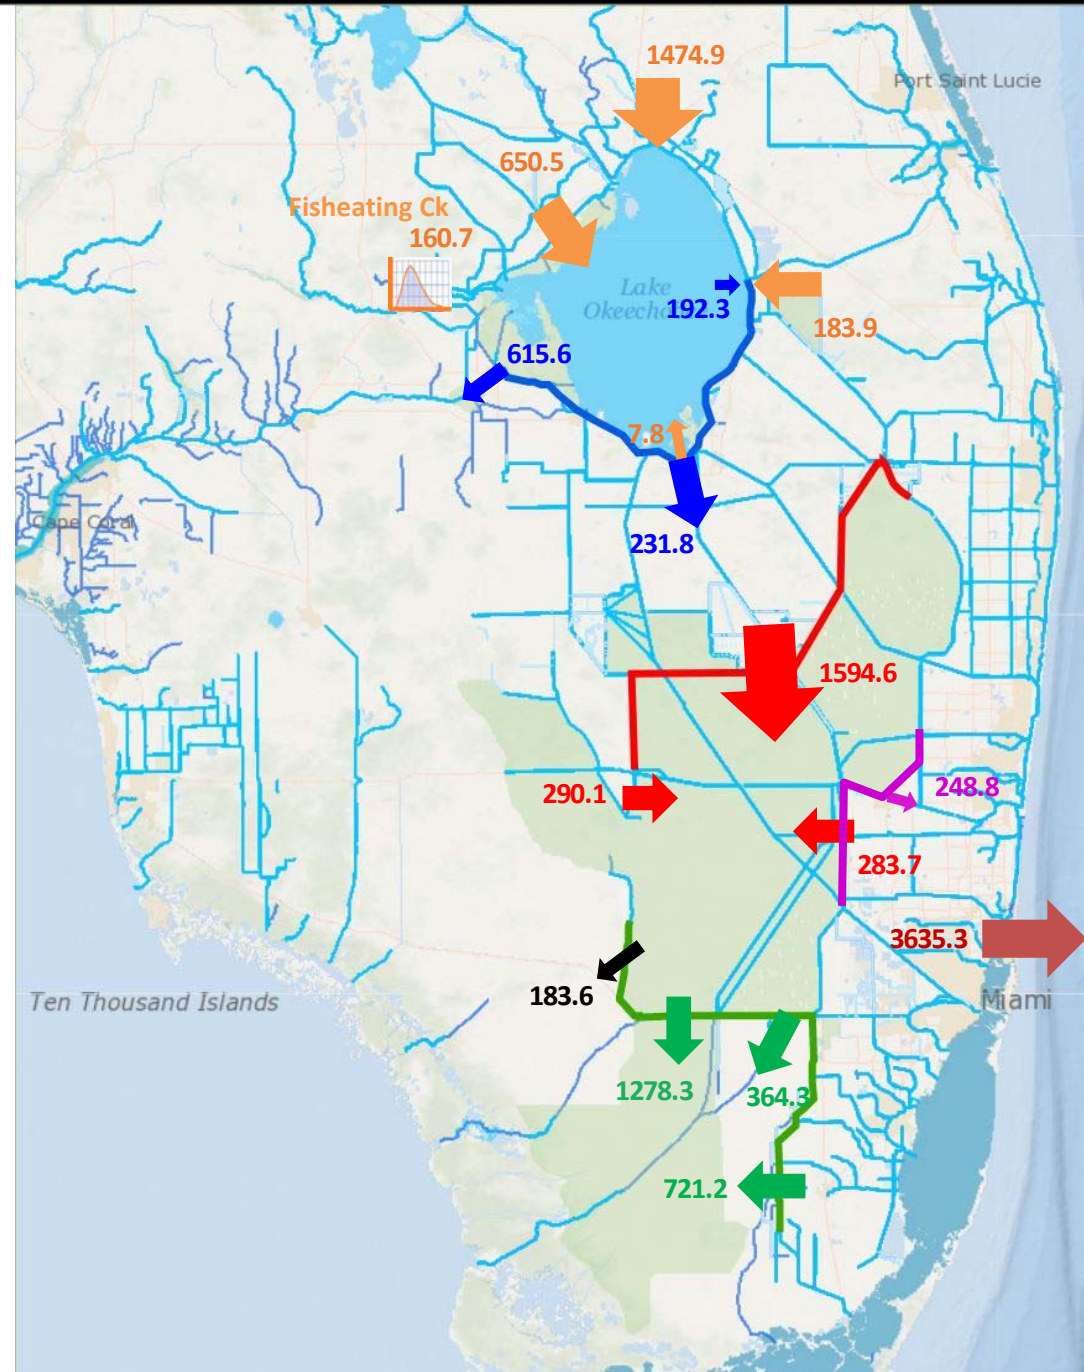 1474.9
Port Saint Lucie
650.5
Fisheating Ck
160.7
Lake
192.3
183.9
615.6
7.8
Cape Coral
231.8
1594.6
290.1
248.8
283.7
3635.3
183.6
Ten Thousand Islands
Miami
1278.3
364.3
721.2